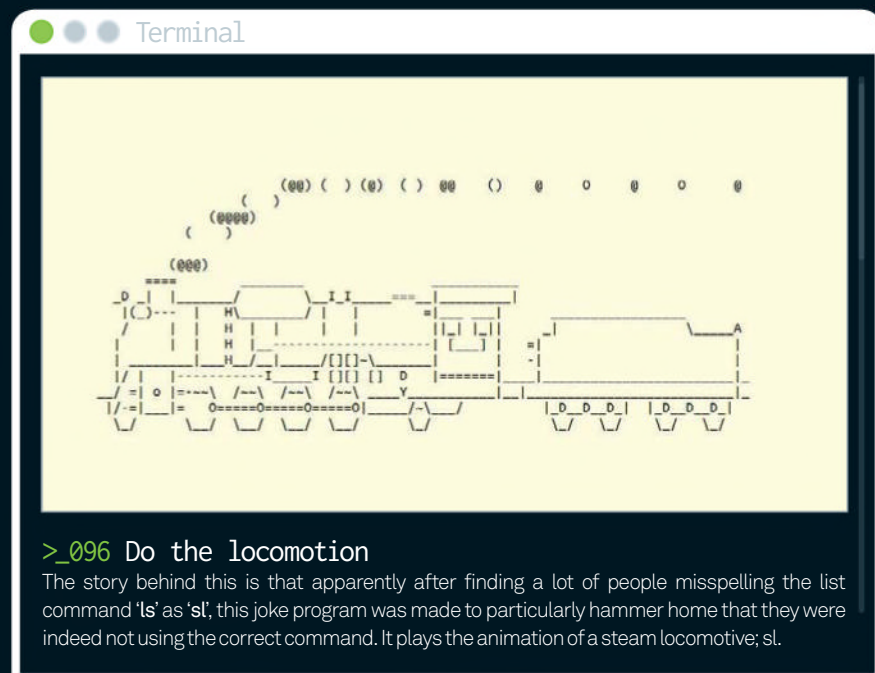 Terminal
(@@) (  ) (@)  ( )  @@    ()    @     O     @     O      @
(   )
(@@@@)
(    )
(@@@)
>_096 Do the locomotion
The story behind this is that apparently after finding a lot of people misspelling the list
command ‘ls’ as ‘sl’, this joke program was made to particularly hammer home that they were
indeed not using the correct command. It plays the animation of a steam locomotive; sl.